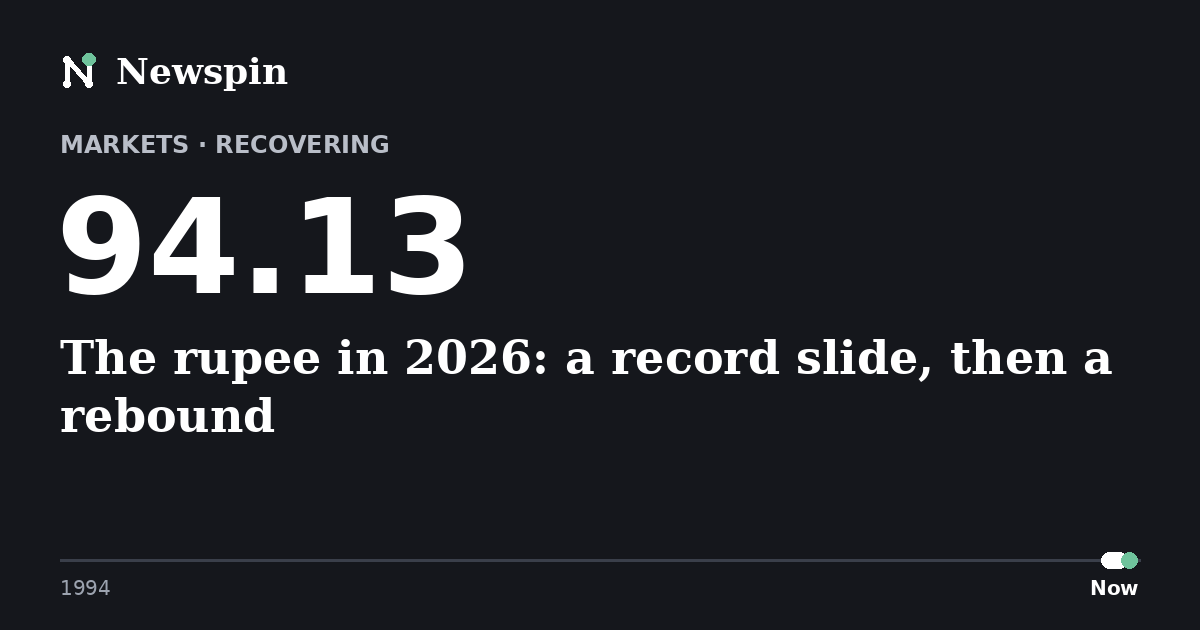 Newspin
MARKETS · RECOVERING
94.13
The rupee in 2026: a record slide, then a
rebound
1994
Now